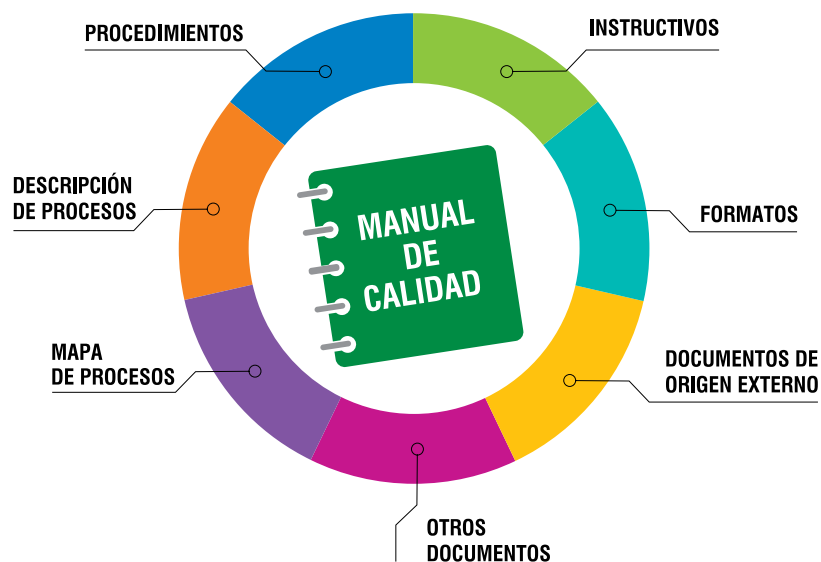 PROCEDIMIENTOS
INSTRUCTIVOS
DESCRIPCIÓN
DE PROCESOS
MANUAL
DE
CALIDAD
FORMATOS
MAPA
DE PROCESOS
DOCUMENTOS DE
ORIGEN EXTERNO
OTROS
DOCUMENTOS